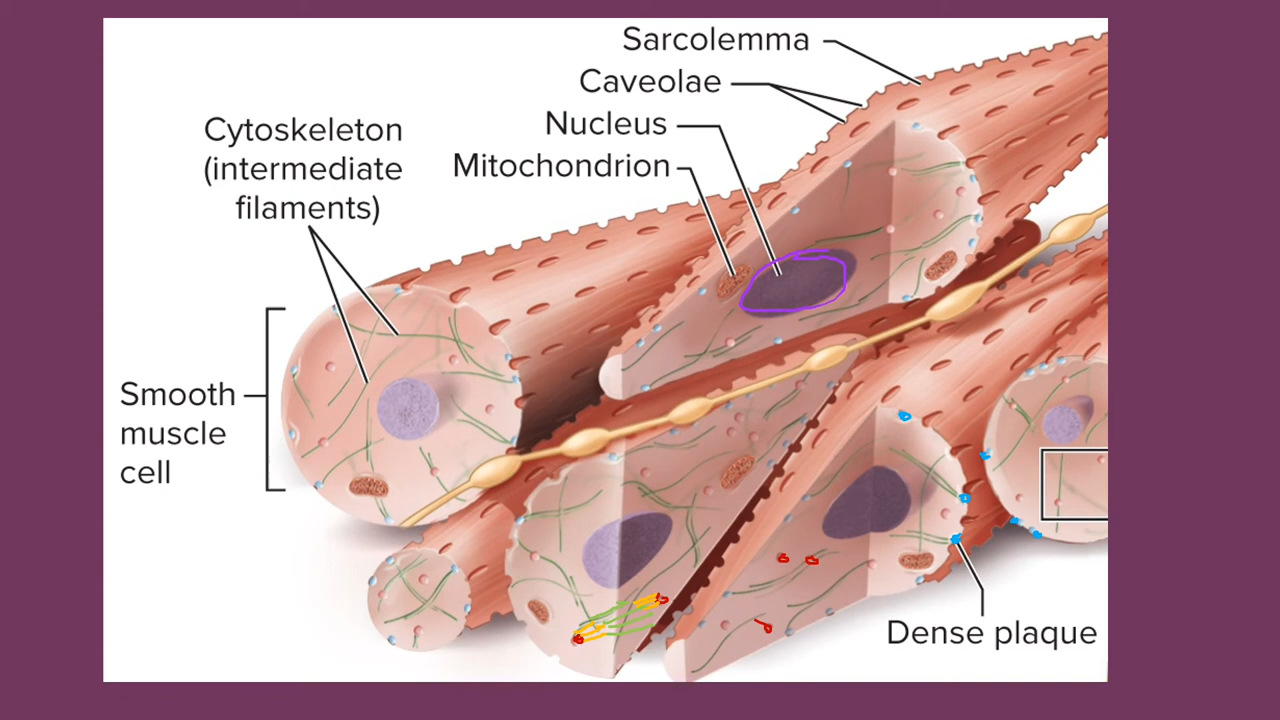 Sarcolemma
Caveolae
Nucleus
Mitochondrion
Cytoskeleton
(intermediate
filaments)
Smooth
muscle
cell
Dense plaque